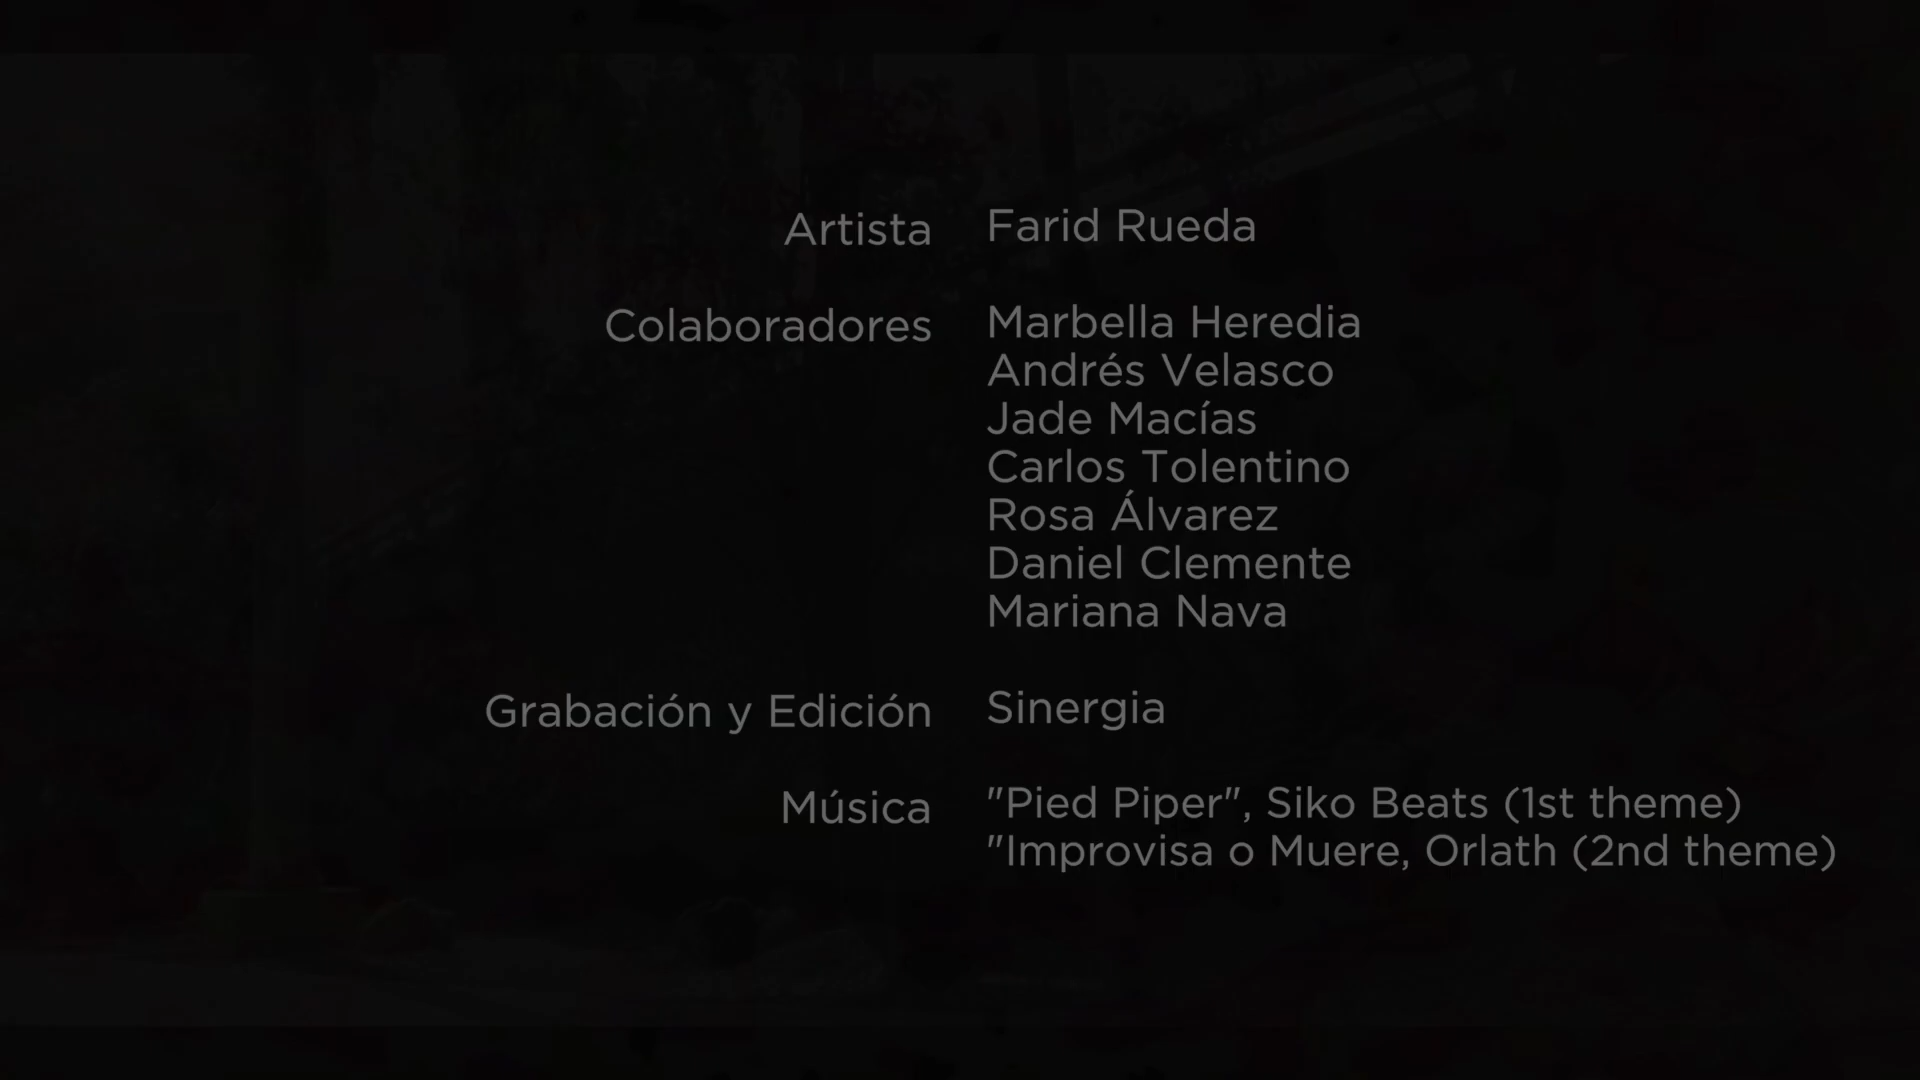 Artista Farid Rueda
Colaboradores Marbella Heredia
Andrés Velasco
Jade Macías
Carlos Tolentino
Rosa Álvarez
Daniel Clemente
Mariana Nava
Grabación y Edición Sinergia
Música "Pied Piper", Siko Beats (1st theme)
"Improvisa o Muere, Orlath (2nd theme)